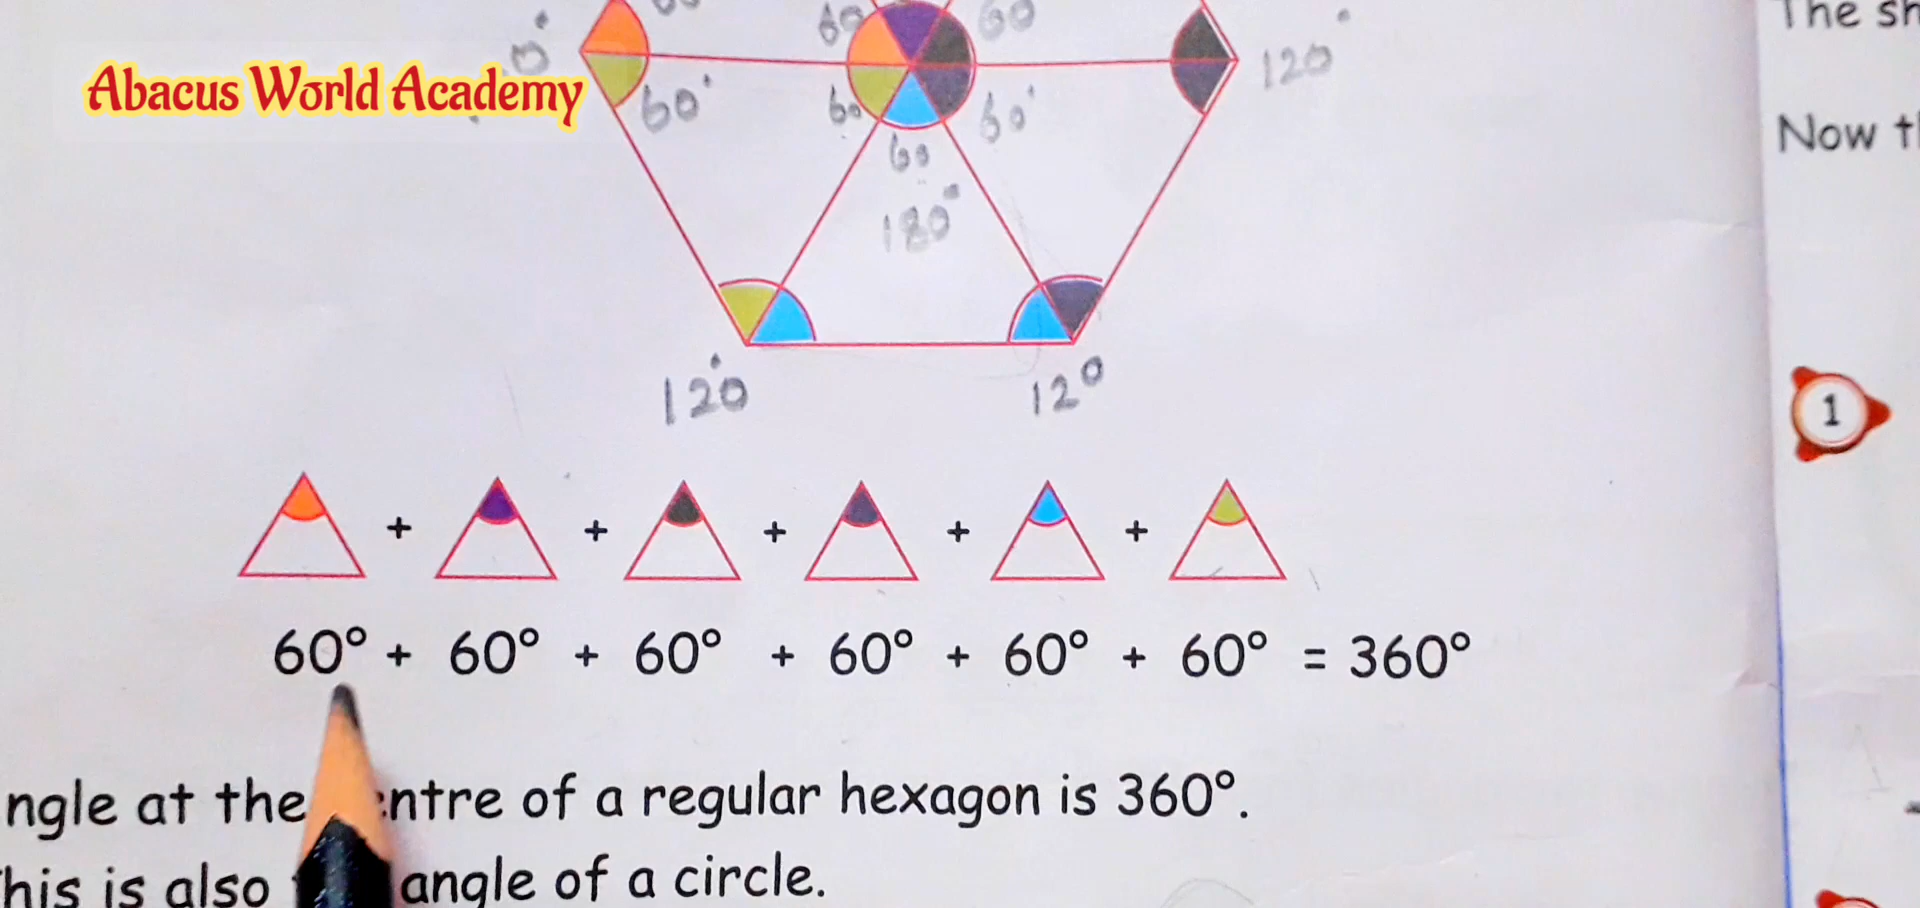 60 60 The sh
Abacus World Academy
60° 60 60° 120°
60
Now th
180°
120 120
1
+ + + + +
60° + 60° + 60° + 60° + 60° + 60° = 360°
ngle at the entre of a regular hexagon is 360°.
his is also angle of a circle.